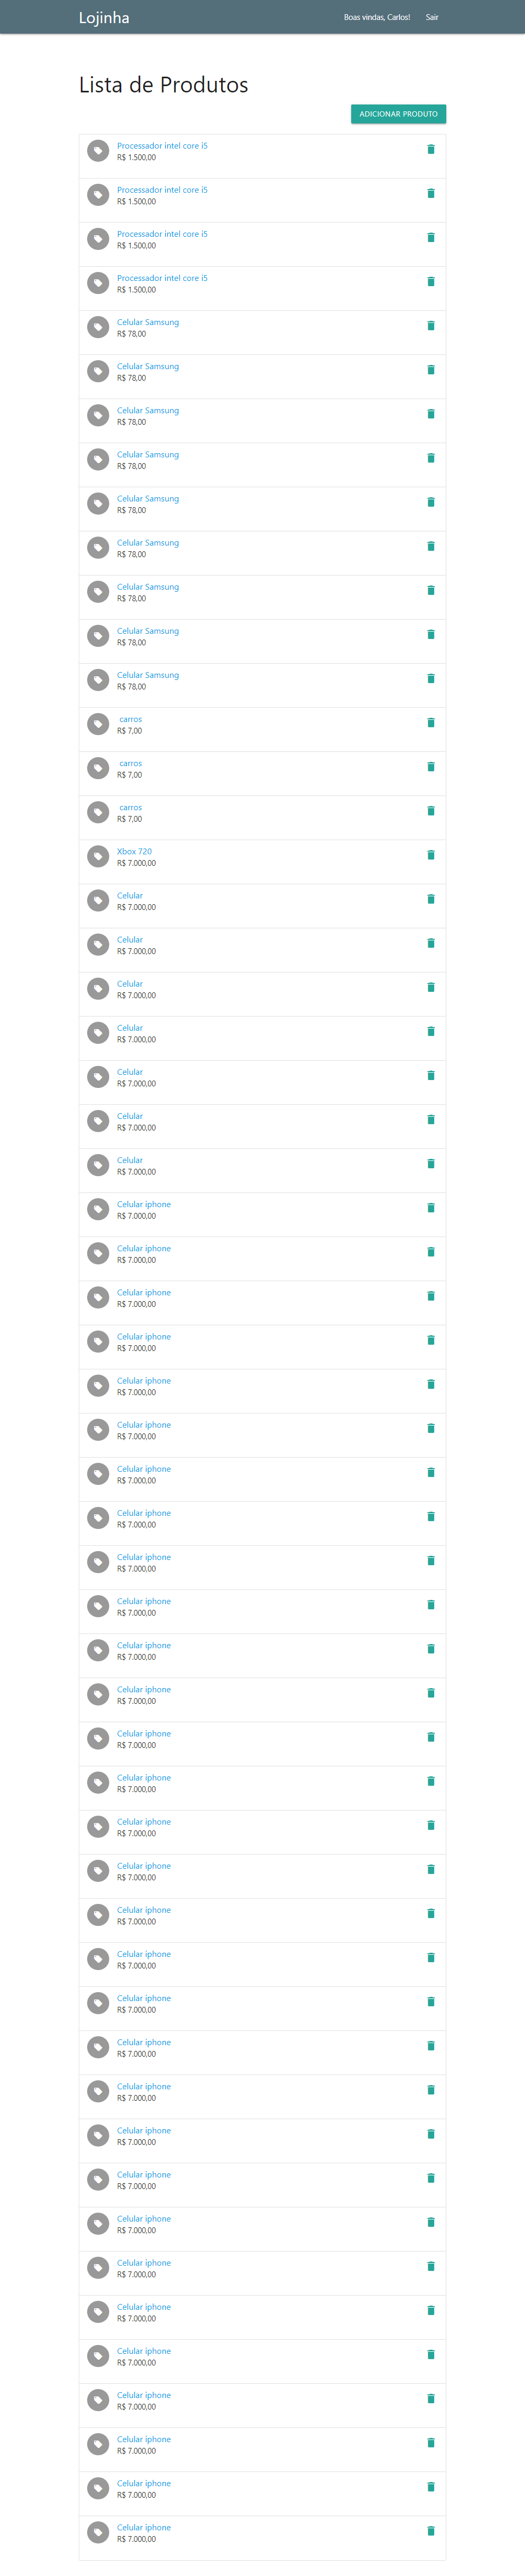 Lojinha
Boas vindas, Carlos!
Sair
Lista de Produtos
ADICIONAR PRODUTO
Processador intel core i5
R$ 1.500,00
Processador intel core i5
R$ 1.500,00
Processador intel core i5
R$ 1.500,00
Processador intel core i5
R$ 1.500,00
Celular Samsung
R$ 78,00
Celular Samsung
R$ 78,00
Celular Samsung
R$ 78,00
Celular Samsung
R$ 78,00
Celular Samsung
R$ 78,00
Celular Samsung
R$ 78,00
Celular Samsung
R$ 78,00
Celular Samsung
R$ 78,00
Celular Samsung
R$ 78,00
carros
R$ 7,00
carros
R$ 7,00
carros
R$ 7,00
Xbox 720
R$ 7.000,00
Celular
R$ 7.000,00
Celular
R$ 7.000,00
Celular
R$ 7.000,00
Celular
R$ 7.000,00
Celular
R$ 7.000,00
Celular
R$ 7.000,00
Celular
R$ 7.000,00
Celular iphone
R$ 7.000,00
Celular iphone
R$ 7.000,00
Celular iphone
R$ 7.000,00
Celular iphone
R$ 7.000,00
Celular iphone
R$ 7.000,00
Celular iphone
R$ 7.000,00
Celular iphone
R$ 7.000,00
Celular iphone
R$ 7.000,00
Celular iphone
R$ 7.000,00
Celular iphone
R$ 7.000,00
Celular iphone
R$ 7.000,00
Celular iphone
R$ 7.000,00
Celular iphone
R$ 7.000,00
Celular iphone
R$ 7.000,00
Celular iphone
R$ 7.000,00
Celular iphone
R$ 7.000,00
Celular iphone
R$ 7.000,00
Celular iphone
R$ 7.000,00
Celular iphone
R$ 7.000,00
Celular iphone
R$ 7.000,00
Celular iphone
R$ 7.000,00
Celular iphone
R$ 7.000,00
Celular iphone
R$ 7.000,00
Celular iphone
R$ 7.000,00
Celular iphone
R$ 7.000,00
Celular iphone
R$ 7.000,00
Celular iphone
R$ 7.000,00
Celular iphone
R$ 7.000,00
Celular iphone
R$ 7.000,00
Celular iphone
R$ 7.000,00
Celular iphone
R$ 7.000,00